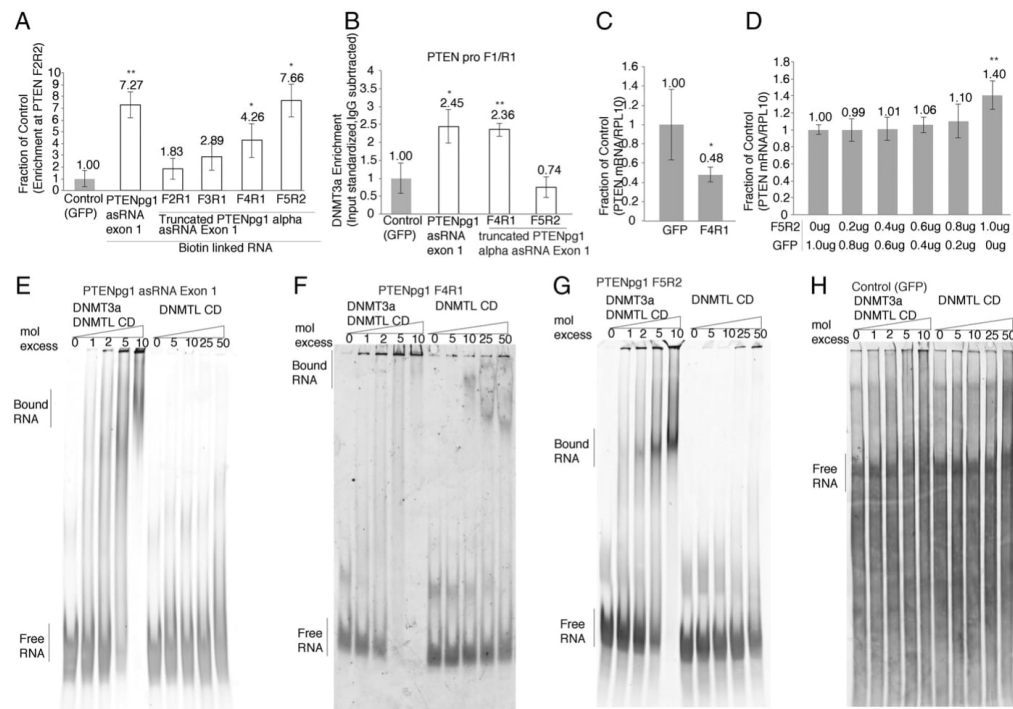 A
Fraction of Control
(Enrichment at PTEN F2R2)
10
9
8
7
6
5
4
3
2
1
0
1.00
**
7.27
1.83
2.89
*
4.26
*
7.66
Control
(GFP)
PTENpg1
asRNA
exon 1
F2R1 F3R1 F4R1 F5R2
Truncated PTENpg1 alpha
asRNA Exon 1
Biotin linked RNA
B
PTEN pro F1/R1
DNMT3a Enrichment
(Input standardized,IgG subrtracted)
4
3.5
3
2.5
2
1.5
1
0.5
0
1.00
*
2.45
**
2.36
0.74
Control
(GFP)
PTENpg1
asRNA
exon 1
F4R1 F5R2
truncated PTENpg1
alpha asRNA Exon 1
C
Fraction of Control
(PTEN mRNA/RPL10)
1.6
1.4
1.2
1
0.8
0.6
0.4
0.2
0
1.00
*
0.48
GFP F4R1
D
Fraction of Control
(PTEN mRNA/RPL10)
1.8
1.6
1.4
1.2
1
0.8
0.6
0.4
0.2
0
1.00
0.99
1.01
1.06
1.10
**
1.40
F5R2 0ug 0.2ug 0.4ug 0.6ug 0.8ug 1.0ug
GFP 1.0ug 0.8ug 0.6ug 0.4ug 0.2ug 0ug
E
PTENpg1 asRNA Exon 1
DNMT3a
DNMTL CD
DNMTL CD
mol
excess
0 1 2 5 10 0 5 10 25 50
Bound
RNA
Free
RNA
F
PTENpg1 F4R1
DNMT3a
DNMTL CD
DNMTL CD
mol
excess
0 1 2 5 10 0 5 10 25 50
Bound
RNA
Free
RNA
G
PTENpg1 F5R2
DNMT3a
DNMTL CD
DNMTL CD
mol
excess
0 1 2 5 10 0 5 10 25 50
Bound
RNA
Free
RNA
H
Control (GFP)
DNMT3a
DNMTL CD
DNMTL CD
mol
excess
0 1 2 5 10 0 5 10 25 50
Free
RNA